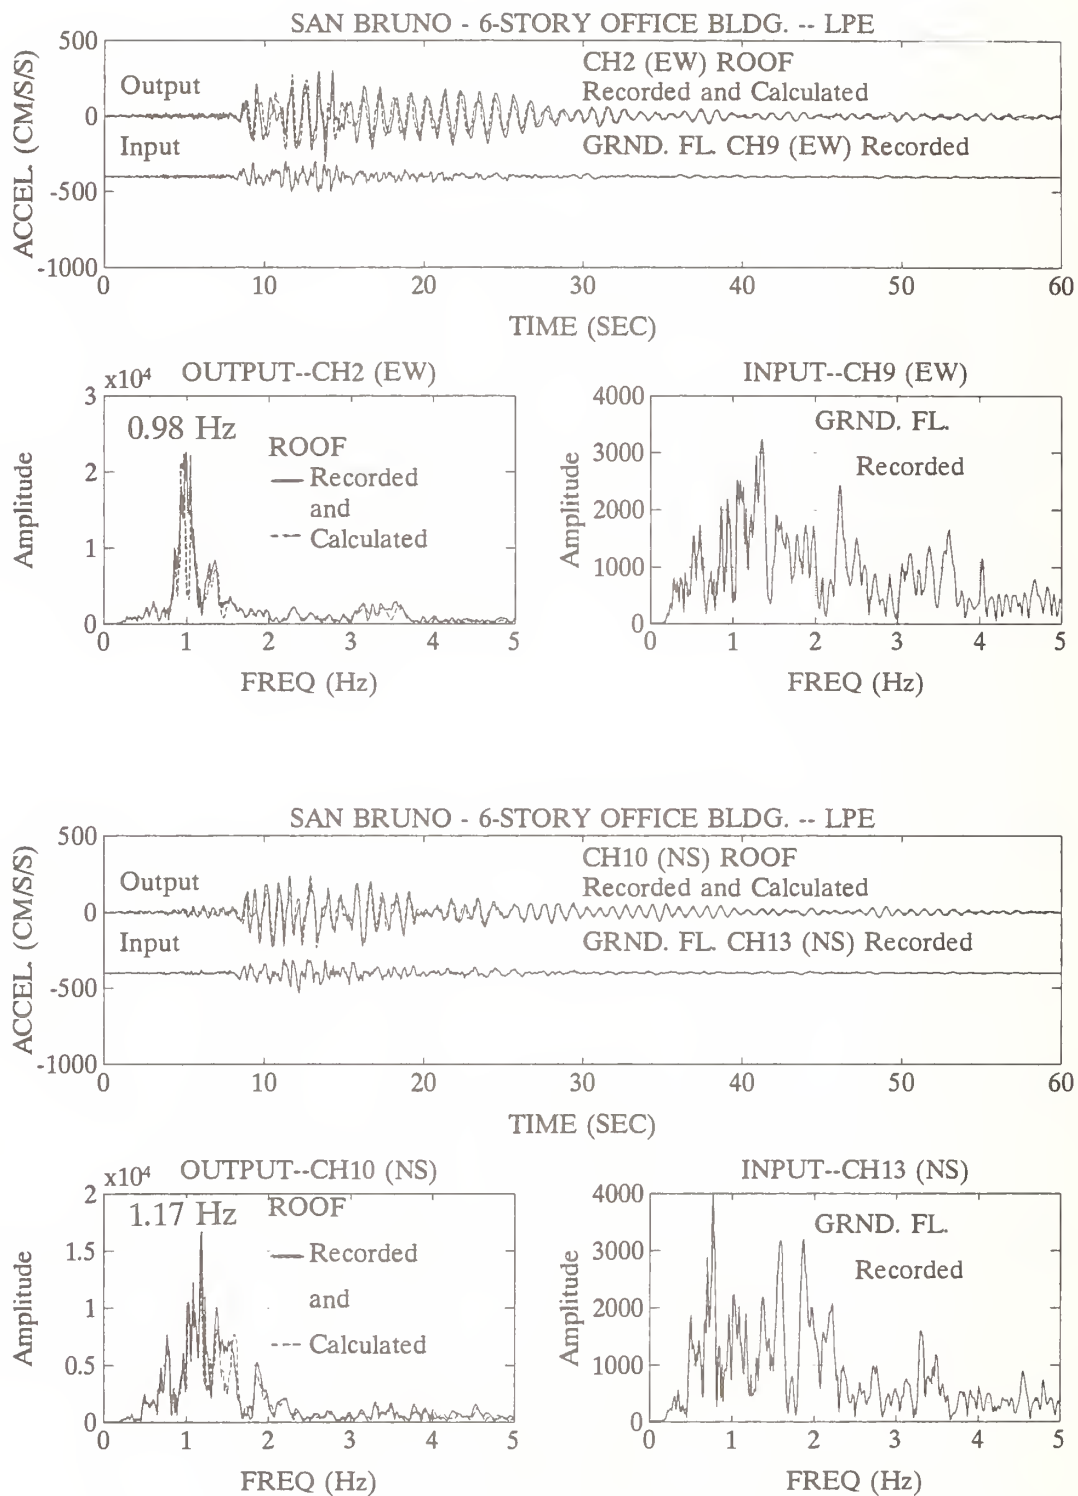 SAN BRUNO - 6-STORY OFFICE BLDG. -- LPE
ACCEL. (CM/S/S)
500
0
-500
-1000
Output
Input
CH2 (EW) ROOF
Recorded and Calculated
GRND. FL. CH9 (EW) Recorded
0 10 20 30 40 50 60
TIME (SEC)
x10⁴ OUTPUT--CH2 (EW)
Amplitude
3
2
1
0
0.98 Hz
ROOF
Recorded
and
Calculated
0 1 2 3 4 5
FREQ (Hz)
INPUT--CH9 (EW)
Amplitude
4000
3000
2000
1000
0
GRND. FL.
Recorded
0 1 2 3 4 5
FREQ (Hz)
SAN BRUNO - 6-STORY OFFICE BLDG. -- LPE
ACCEL. (CM/S/S)
500
0
-500
-1000
Output
Input
CH10 (NS) ROOF
Recorded and Calculated
GRND. FL. CH13 (NS) Recorded
0 10 20 30 40 50 60
TIME (SEC)
x10⁴ OUTPUT--CH10 (NS)
Amplitude
2
1.5
1
0.5
0
1.17 Hz
ROOF
Recorded
and
Calculated
0 1 2 3 4 5
FREQ (Hz)
INPUT--CH13 (NS)
Amplitude
4000
3000
2000
1000
0
GRND. FL.
Recorded
0 1 2 3 4 5
FREQ (Hz)